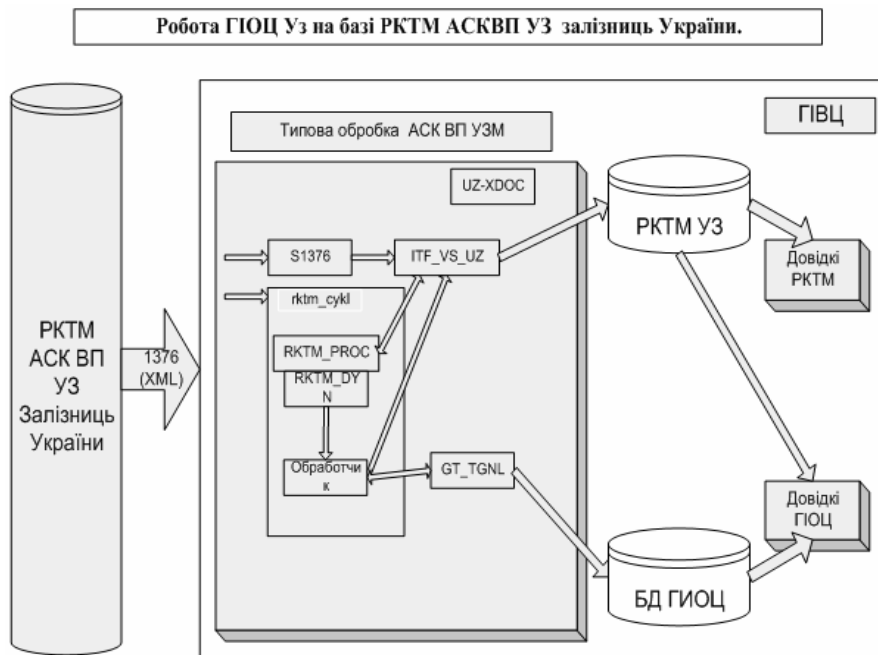 Робота ГІОЦ Уз на базі РКТМ АСКВП УЗ залізниць України.
ГІВЦ
Типова обробка АСК ВП УЗМ
UZ-XDOC
РКТМ УЗ
S1376
ITF_VS_UZ
Довідкі
РКТМ
rktm_cykl
РКТМ
АСК ВП
УЗ
Залізниць
України
1376
(XML)
RKTM_PROC
RKTM_DY
N
Обработчи
к
GT_TGNL
Довідкі
ГІОЦ
БД ГИОЦ